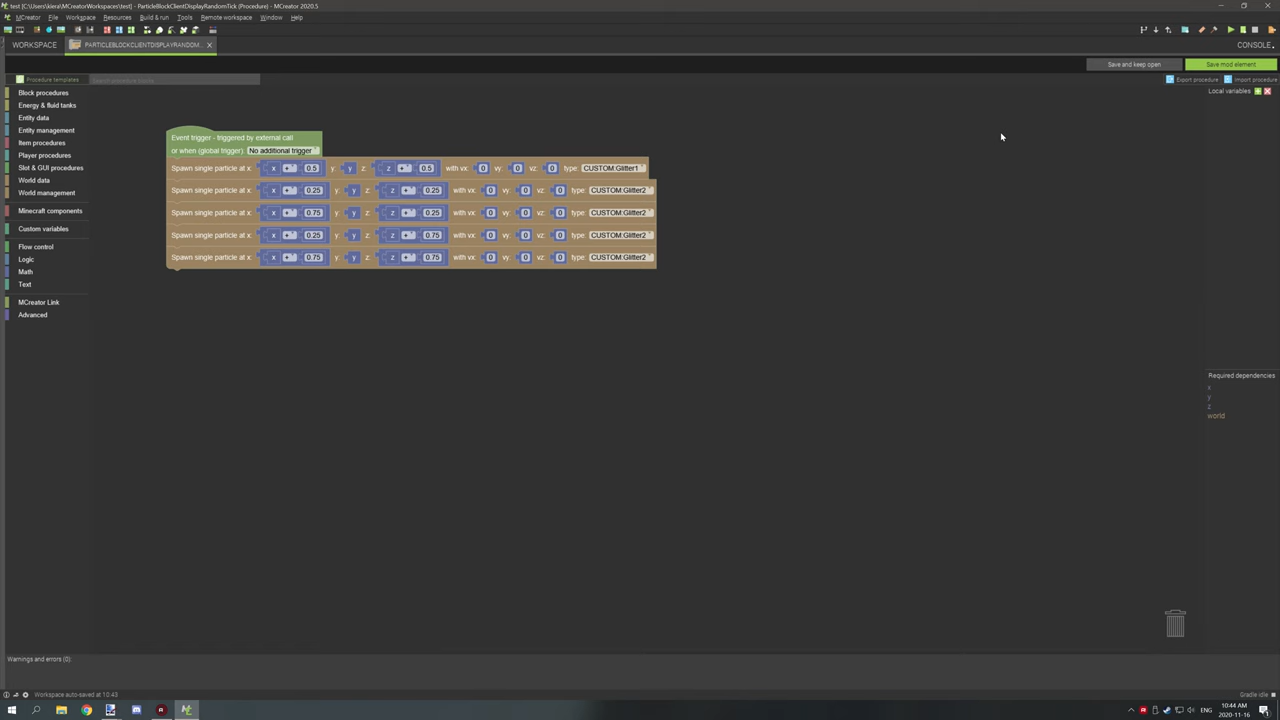 test [C:\Users\kiera\MCreatorWorkspaces\test] - ParticleBlockClientDisplayRandomTick (Procedure) - MCreator 2020.5
MCreator File Workspace Resources Build & run Tools Remote workspace Window Help
WORKSPACE PARTICLEBLOCKCLIENTDISPLAYRANDOM... CONSOLE
Save and keep open Save mod element
Procedure templates Search procedure blocks Export procedure Import procedure
Local variables
Block procedures
Energy & fluid tanks
Entity data
Entity management
Item procedures
Player procedures
Slot & GUI procedures
World data
World management
Minecraft components
Custom variables
Flow control
Logic
Math
Text
MCreator Link
Advanced
Event trigger - triggered by external call
or when (global trigger) No additional trigger
Spawn single particle at x: x + 0.5 y: y z: z + 0.5 with vx: 0 vy: 0 vz: 0 type: CUSTOM:Glitter1
Spawn single particle at x: x + 0.25 y: y z: z + 0.25 with vx: 0 vy: 0 vz: 0 type: CUSTOM:Glitter2
Spawn single particle at x: x + 0.75 y: y z: z + 0.25 with vx: 0 vy: 0 vz: 0 type: CUSTOM:Glitter2
Spawn single particle at x: x + 0.25 y: y z: z + 0.75 with vx: 0 vy: 0 vz: 0 type: CUSTOM:Glitter2
Spawn single particle at x: x + 0.75 y: y z: z + 0.75 with vx: 0 vy: 0 vz: 0 type: CUSTOM:Glitter2
Required dependencies
x
y
z
world
Warnings and errors (0):
Workspace auto-saved at 10:43 Gradle idle
ENG
10:44 AM
2020-11-16